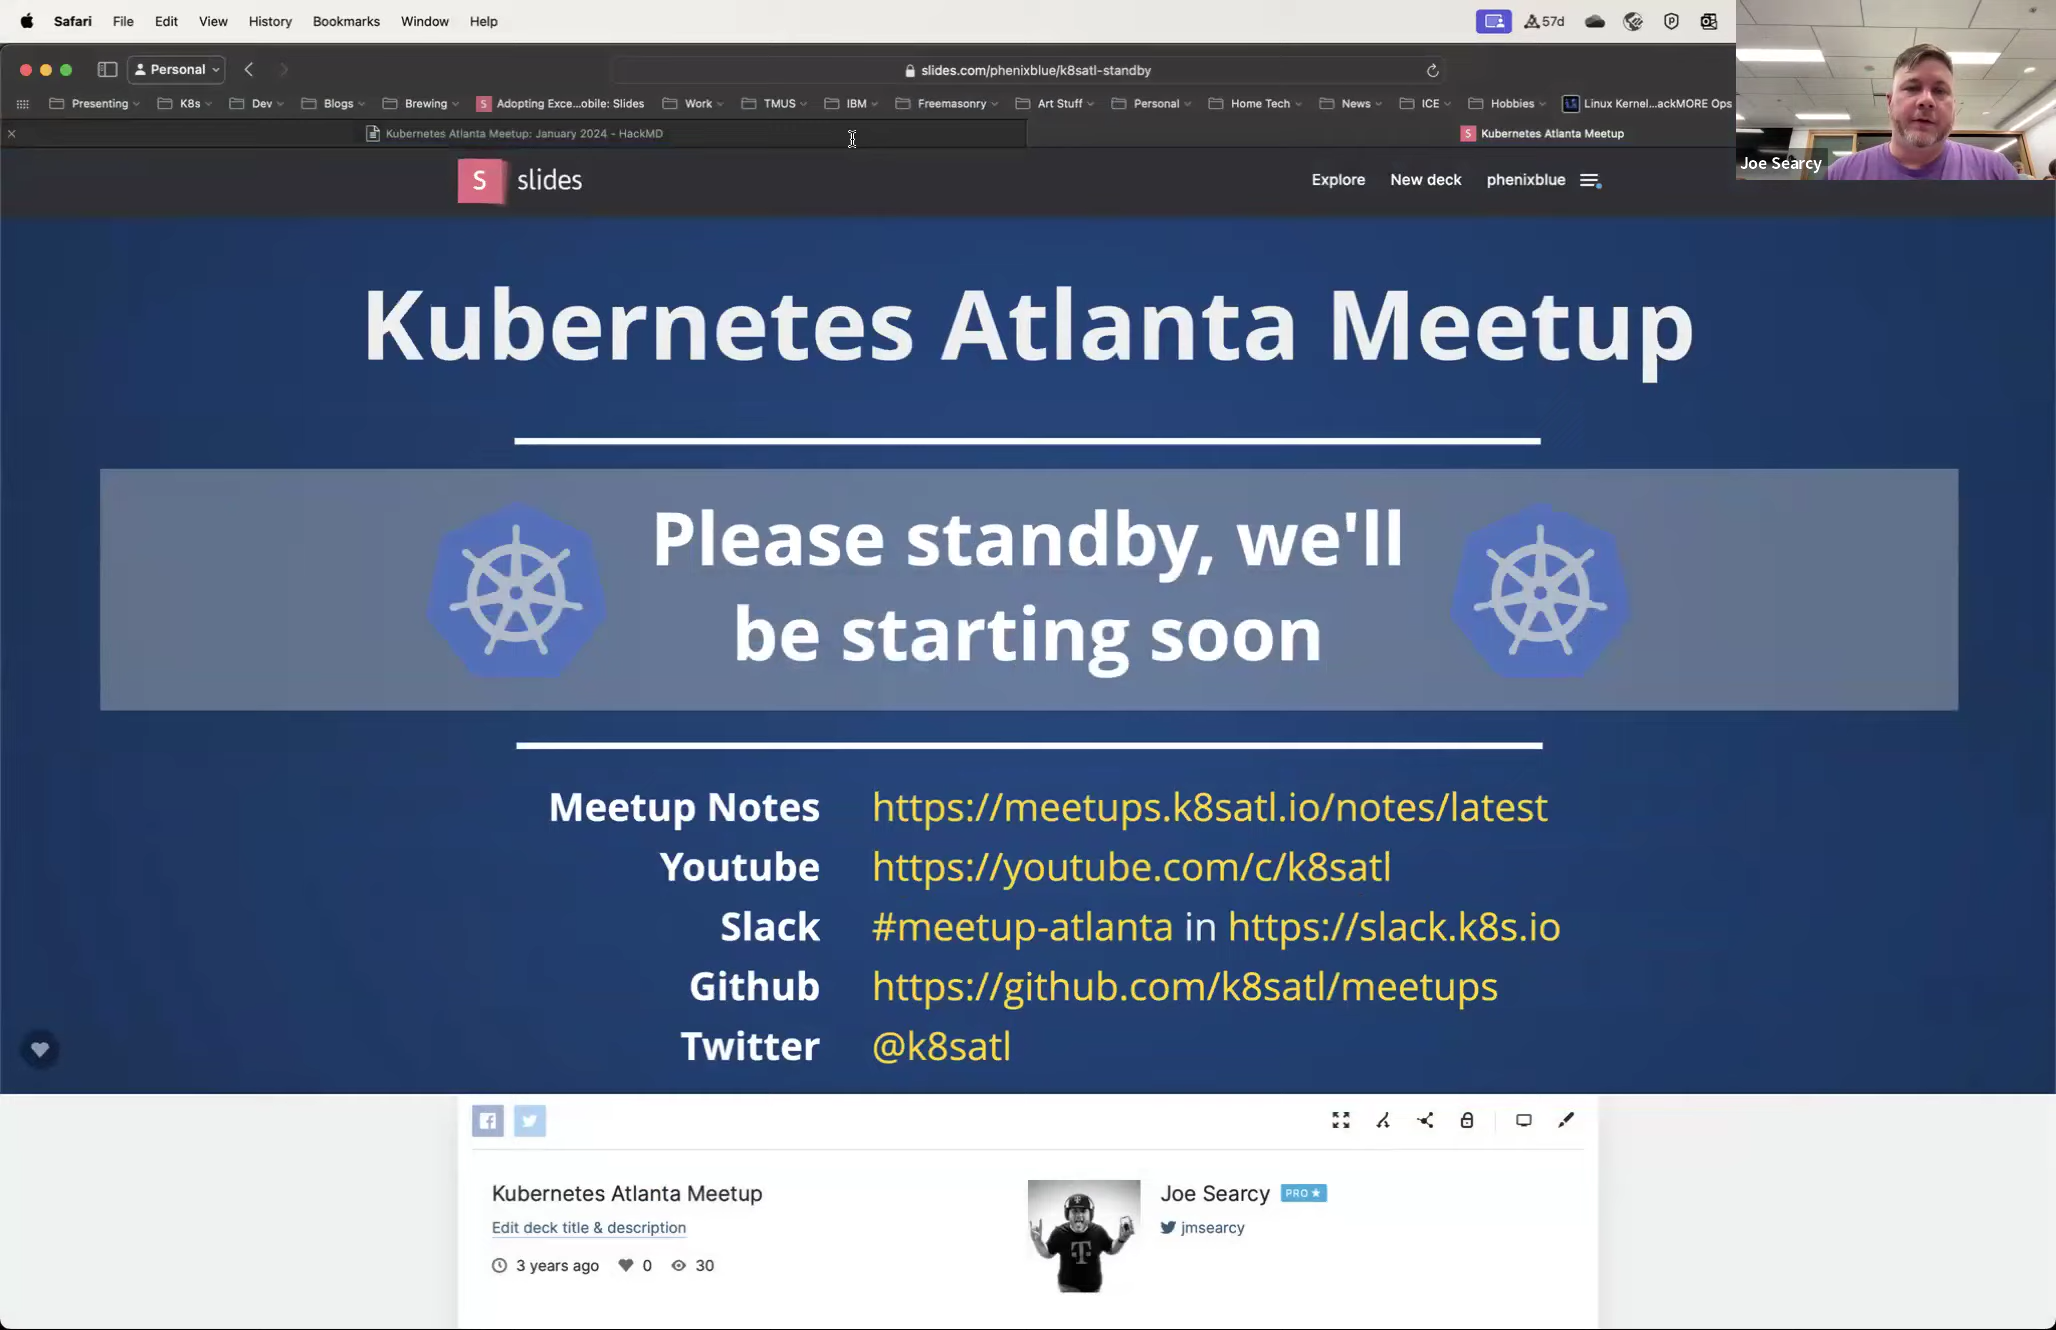 Safari File Edit View History Bookmarks Window Help 57d
Personal slides.com/phenixblue/k8satl-standby
Presenting K8s Dev Blogs Brewing S Adopting Exce...obile: Slides Work TMUS IBM Freemasonry Art Stuff Personal Home Tech News ICE Hobbies Linux Kernel...ackMORE Ops
Kubernetes Atlanta Meetup: January 2024 - HackMD S Kubernetes Atlanta Meetup
Joe Searcy
S slides Explore New deck phenixblue
Kubernetes Atlanta Meetup
Please standby, we'll
be starting soon
Meetup Notes https://meetups.k8satl.io/notes/latest
Youtube https://youtube.com/c/k8satl
Slack #meetup-atlanta in https://slack.k8s.io
Github https://github.com/k8satl/meetups
Twitter @k8satl
Kubernetes Atlanta Meetup Joe Searcy PRO
Edit deck title & description jmsearcy
3 years ago 0 30